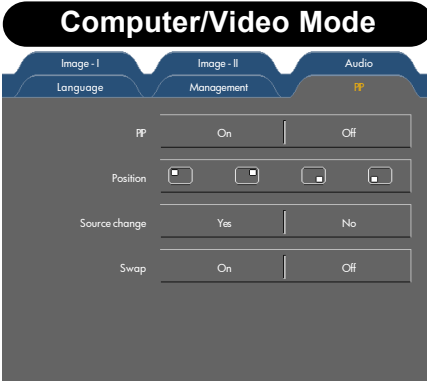 Computer/Video Mode
Image - I Image - II Audio
Language Management PIP
PIP On Off
Position
Source change Yes No
Swap On Off